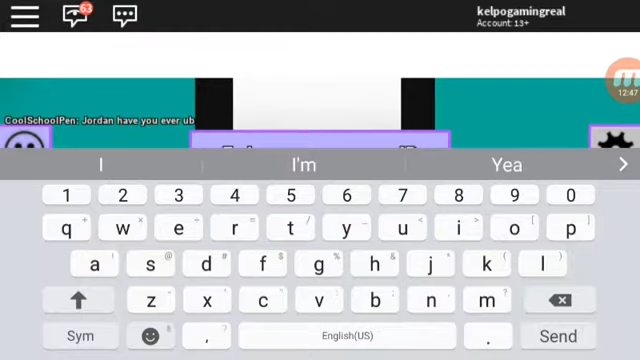 63
kelpogamingreal
Account: 13+
12:47
CoolSchoolPen: Jordan have you ever ub
I I'm Yea
1 2 3 4 5 6 7 8 9 0
q w e r t y u i o p
a s d f g h j k l
z x c v b n m
Sym , English(US) . Send